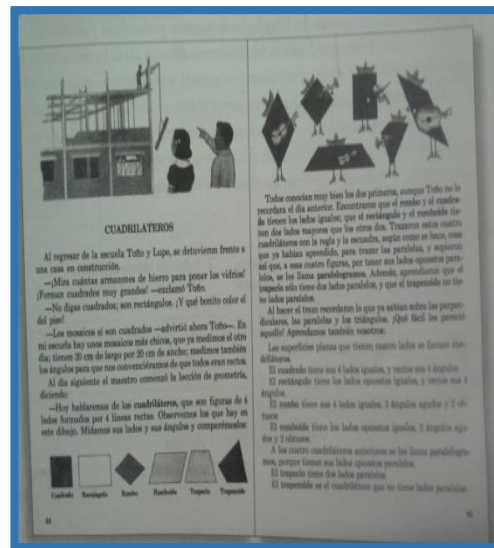 CUADRILATEROS
Al regresar de la escuela Toño y Lupe, se detuvieron frente a
una casa en construcción.
—¡Mira cuántas armazones de hierro para poner los vidrios!
¡Forman cuadrados muy grandes! —exclamó Toño.
—No digas cuadrados; son rectángulos. ¡Y qué bonito color el
del piso!
—Los mosaicos sí son cuadrados —advirtió ahora Toño—. En
mi escuela hay unos mosaicos más chicos, que ya medimos el otro
día; tienen 20 cm de largo por 20 cm de ancho; medimos también
los ángulos para que nos convenciéramos de que todos eran rectos.
Al día siguiente el maestro comenzó la lección de geometría,
diciendo:
—Hoy hablaremos de los cuadriláteros, que son figuras de 4
lados formados por 4 líneas rectas. Observemos los que hay en
este dibujo. Midamos sus lados y sus ángulos y comparémoslos:
Cuadrado Rectángulo Rombo Romboide Trapecio Trapezoide
Todos conocían muy bien los dos primeros, aunque Toño no lo
recordara el día anterior. Encontraron que el rombo y el cuadra-
do tienen los lados iguales; que el rectángulo y el romboide tie-
nen dos lados mayores que los otros dos. Trazaron estos cuatro
cuadriláteros con la regla y la escuadra, según como se hace, cosa
que ya habían aprendido, para trazar las paralelas, y supieron
así que, a esas cuatro figuras, por tener sus lados opuestos para-
lelos, se les llama paralelogramos. Además, aprendieron que el
trapecio sólo tiene dos lados paralelos, y que el trapezoide no tie-
ne lados paralelos.
Al hacer el trazo recordaron lo que ya sabían sobre las perpen-
diculares, las paralelas y los triángulos. ¡Qué fácil les pareció
aquello! Aprendamos también nosotros:
Las superficies planas que tienen cuatro lados se llaman cua-
driláteros.
El cuadrado tiene sus 4 lados iguales, y rectos sus 4 ángulos.
El rectángulo tiene los lados opuestos iguales, y rectos sus 4
ángulos.
El rombo tiene sus 4 lados iguales, 2 ángulos agudos y 2 ob-
tusos.
El romboide tiene los lados opuestos iguales, 2 ángulos agu-
dos y 2 obtusos.
A los cuatro cuadriláteros anteriores se les llama paralelogra-
mos, porque tienen sus lados opuestos paralelos.
El trapecio tiene dos lados paralelos.
El trapezoide es el cuadrilátero que no tiene lados paralelos.